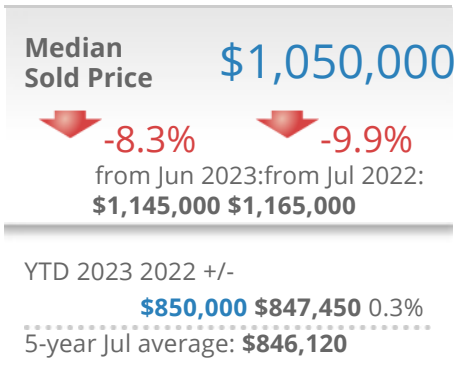 Median
Sold Price
$1,050,000
-8.3% -9.9%
from Jun 2023:from Jul 2022:
$1,145,000 $1,165,000
YTD 2023 2022 +/-
$850,000 $847,450 0.3%
5-year Jul average: $846,120